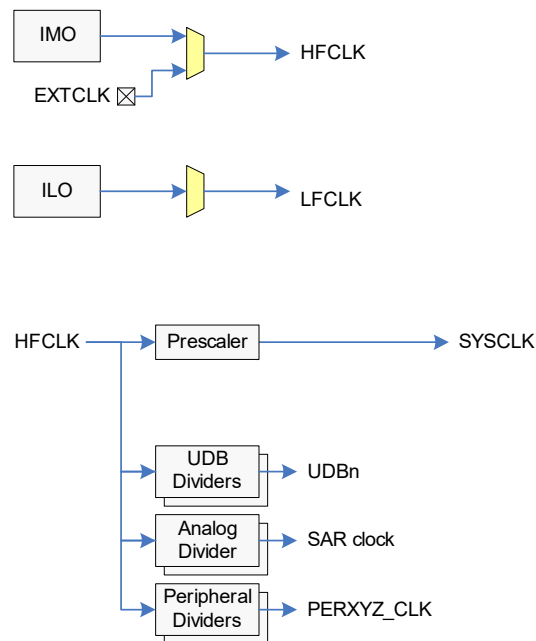 IMO
HFCLK
EXTCLK
ILO
LFCLK
HFCLK
Prescaler
SYSCLK
UDB
Dividers
UDBn
Analog
Divider
SAR clock
Peripheral
Dividers
PERXYZ_CLK